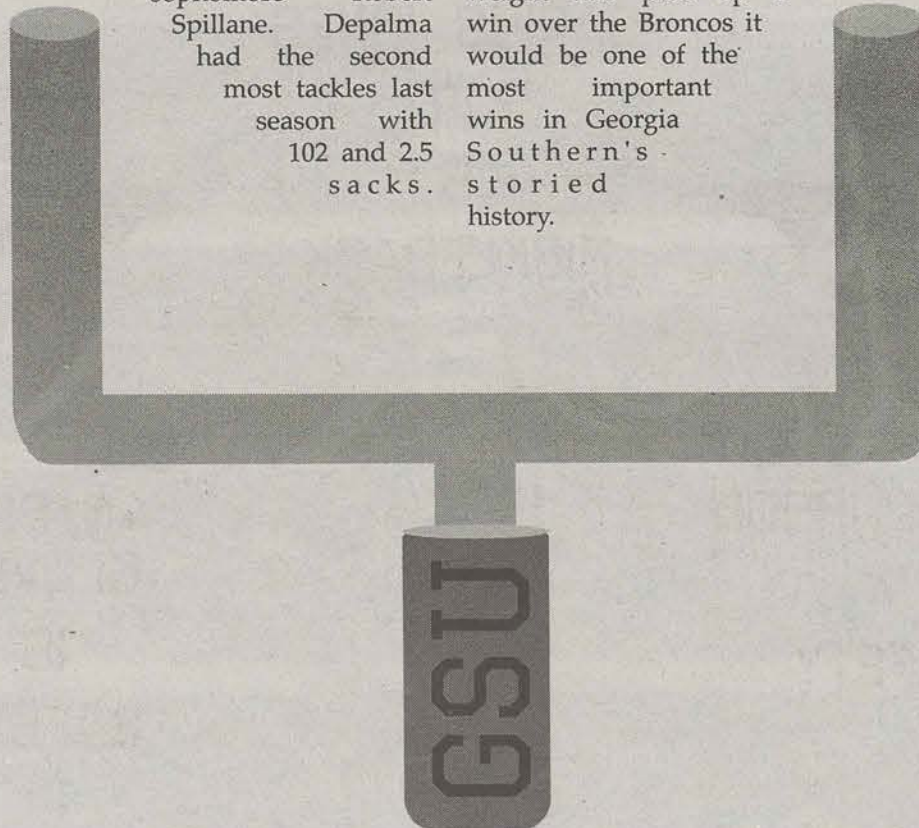 Spillane. Depalma
had the second
most tackles last
season with
102 and 2.5
sacks.
win over the Broncos it
would be one of the
most important
wins in Georgia
Southern's
storied
history.
GSU